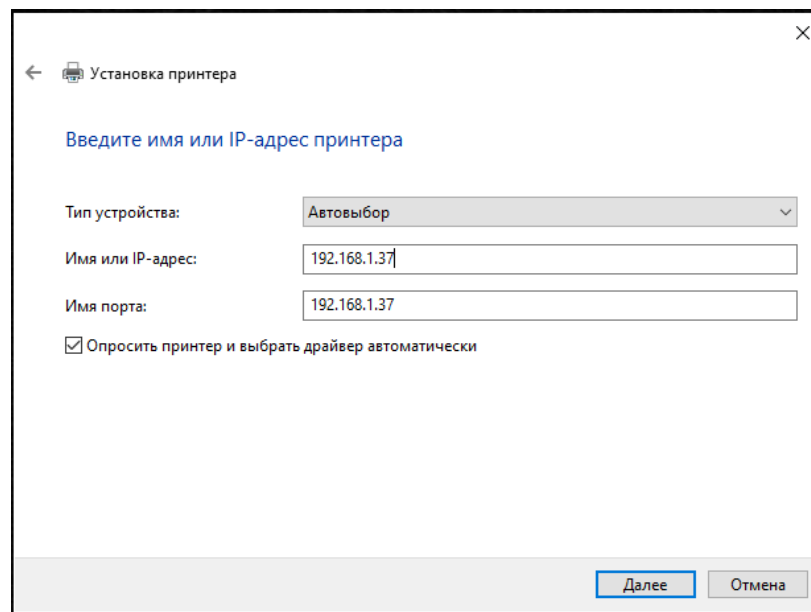 Установка принтера
Введите имя или IP-адрес принтера
Тип устройства: Автовыбор
Имя или IP-адрес: 192.168.1.37
Имя порта: 192.168.1.37
Опросить принтер и выбрать драйвер автоматически
Далее Отмена